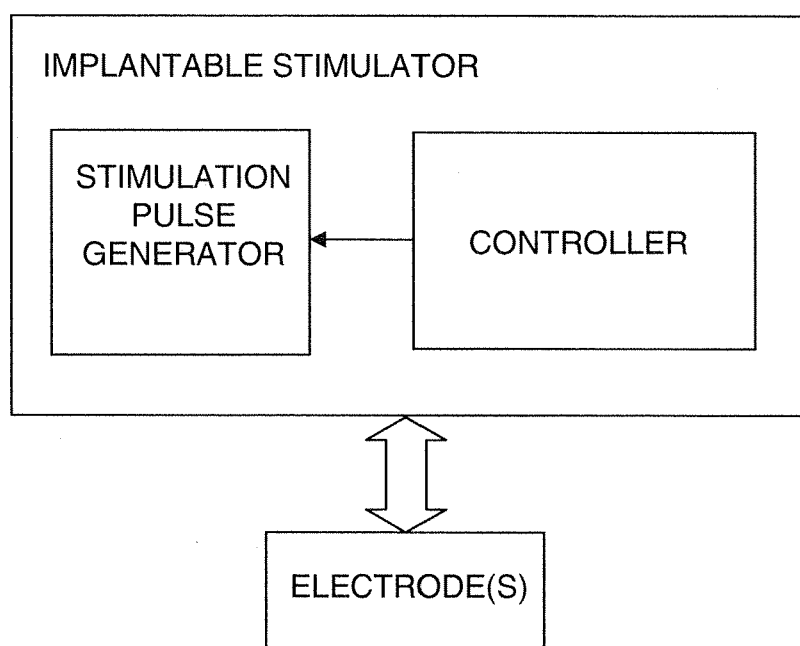 IMPLANTABLE STIMULATOR
STIMULATION
PULSE
GENERATOR
CONTROLLER
ELECTRODE(S)